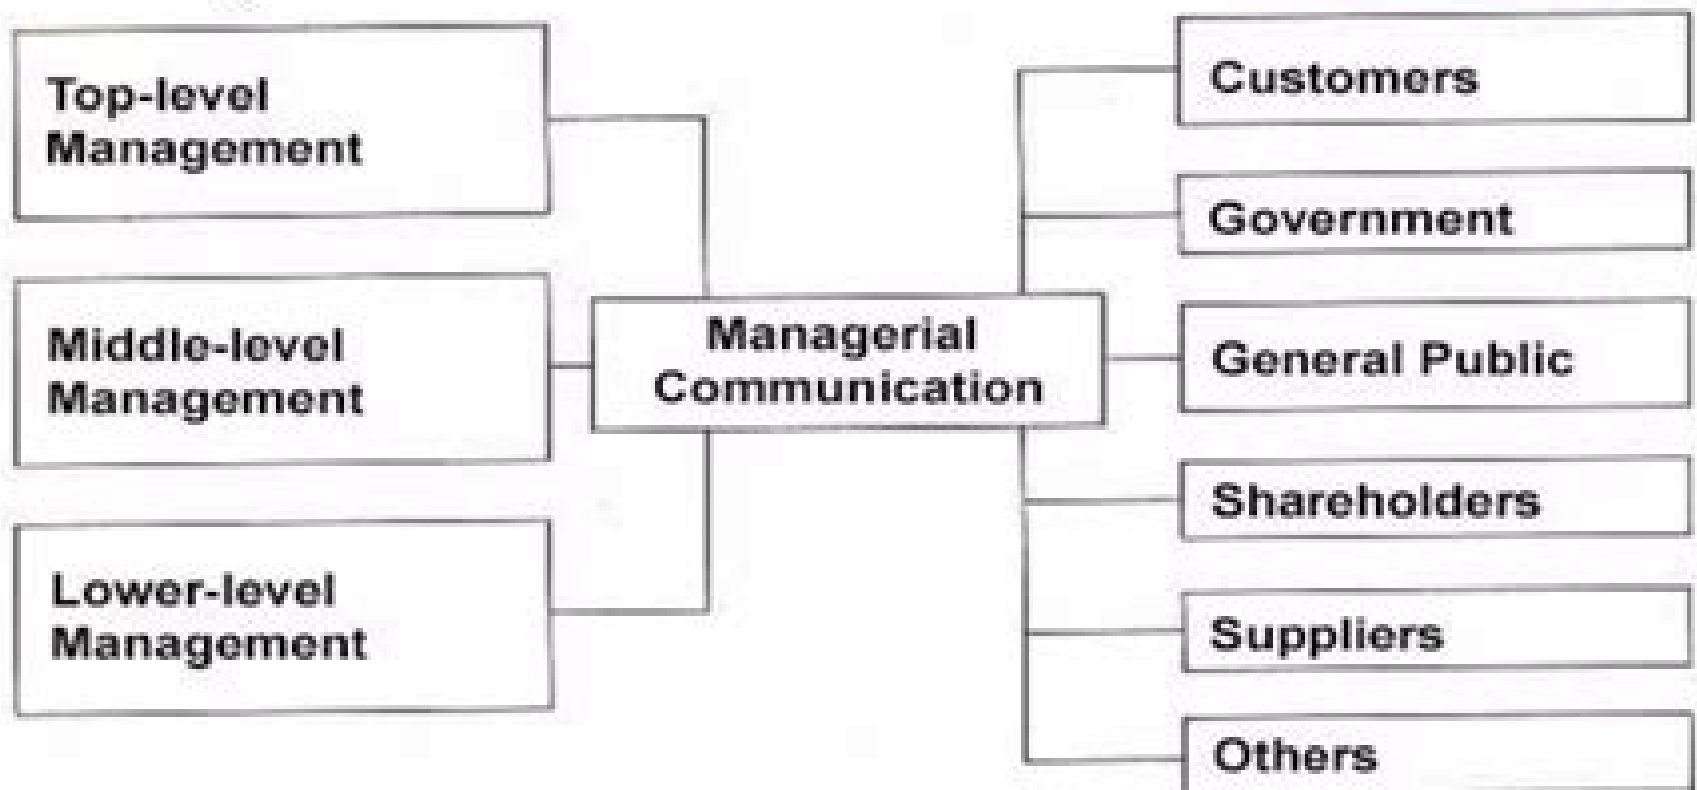 Top-level
Management
Middle-level
Management
Lower-level
Management
Managerial
Communication
Customers
Government
General Public
Shareholders
Suppliers
Others